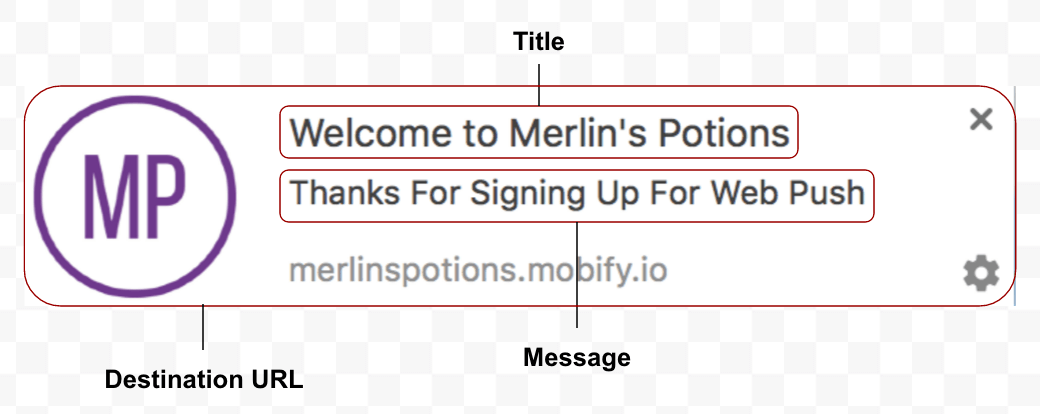 Title
MP
Welcome to Merlin's Potions
Thanks For Signing Up For Web Push
merlinspotions.mobify.io
Message
Destination URL